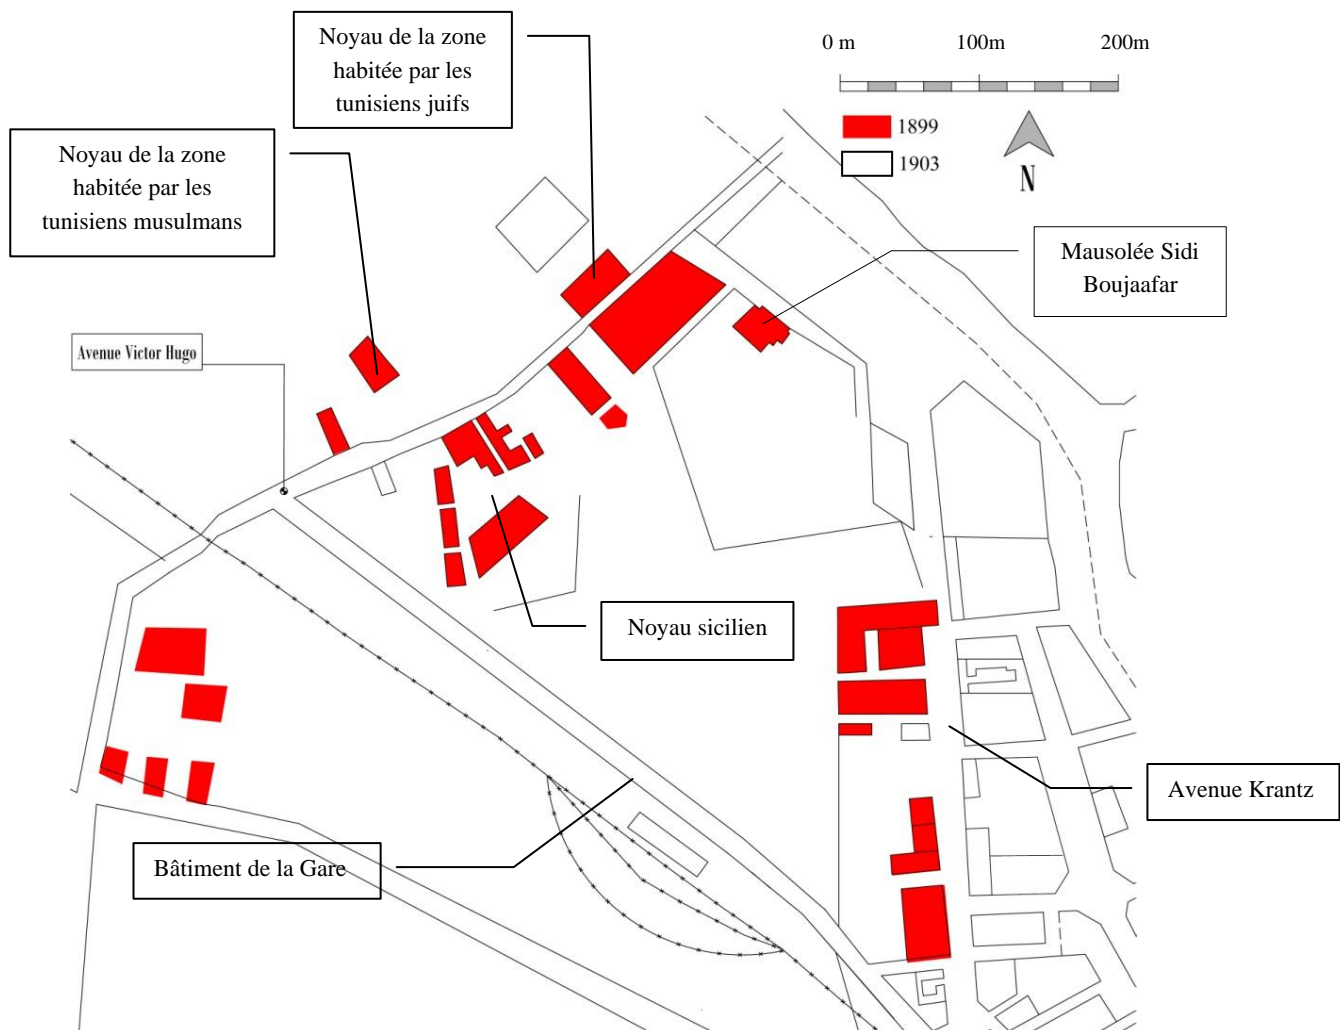 Noyau de la zone
habitée par les
tunisiens juifs
0 m 100m 200m
1899
1903
N
Noyau de la zone
habitée par les
tunisiens musulmans
Mausolée Sidi
Boujaafar
Avenue Victor Hugo
Noyau sicilien
Avenue Krantz
Bâtiment de la Gare